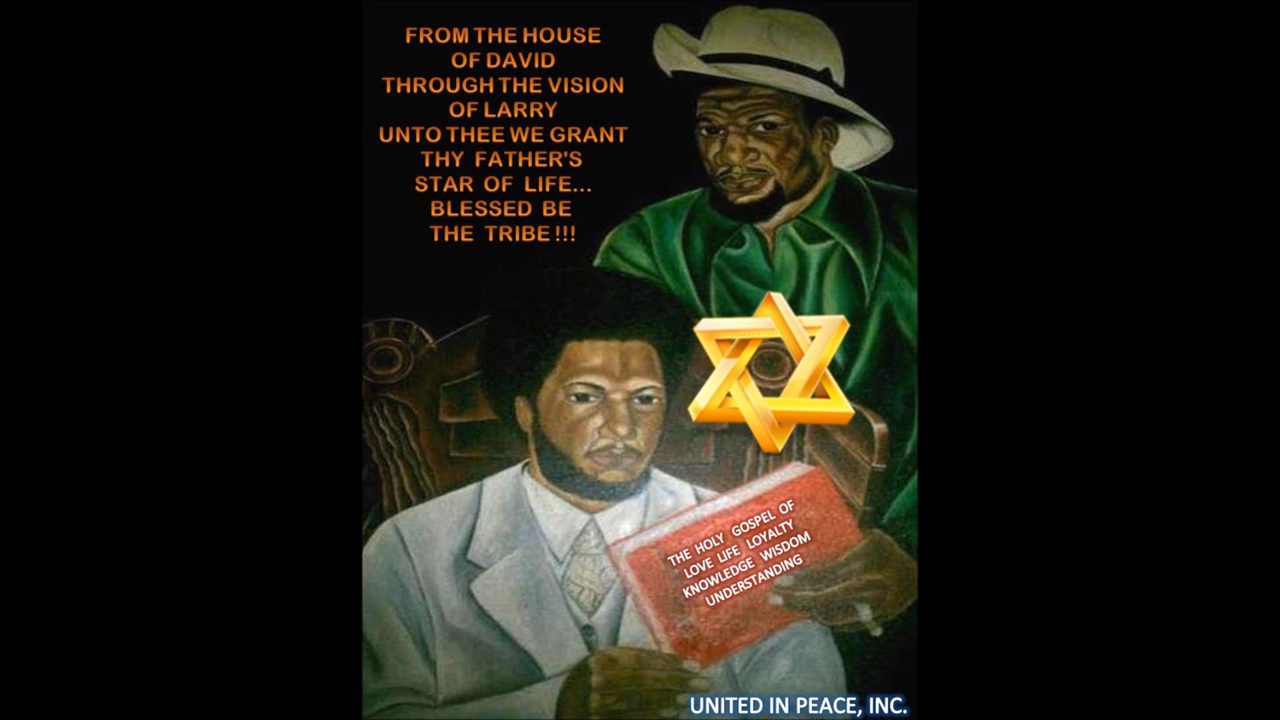 FROM THE HOUSE
OF DAVID
THROUGH THE VISION
OF LARRY
UNTO THEE WE GRANT
THY FATHER'S
STAR OF LIFE...
BLESSED BE
THE TRIBE!!!
THE HOLY GOSPEL OF
LOVE LIFE LOYALTY
KNOWLEDGE WISDOM
UNDERSTANDING
UNITED IN PEACE, INC.